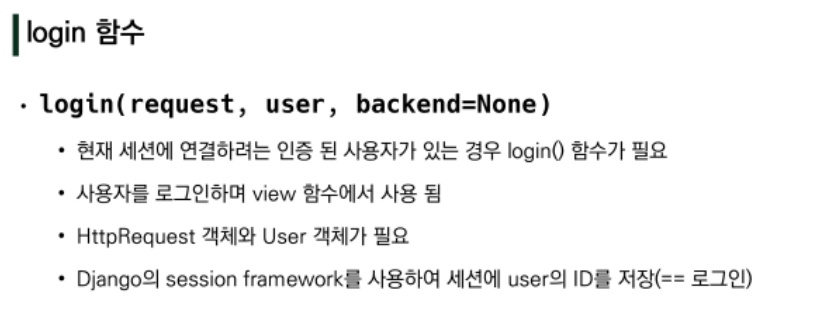 login 함수
• login(request, user, backend=None)
• 현재 세션에 연결하려는 인증 된 사용자가 있는 경우 login() 함수가 필요
• 사용자를 로그인하며 view 함수에서 사용 됨
• HttpRequest 객체와 User 객체가 필요
• Django의 session framework를 사용하여 세션에 user의 ID를 저장(== 로그인)